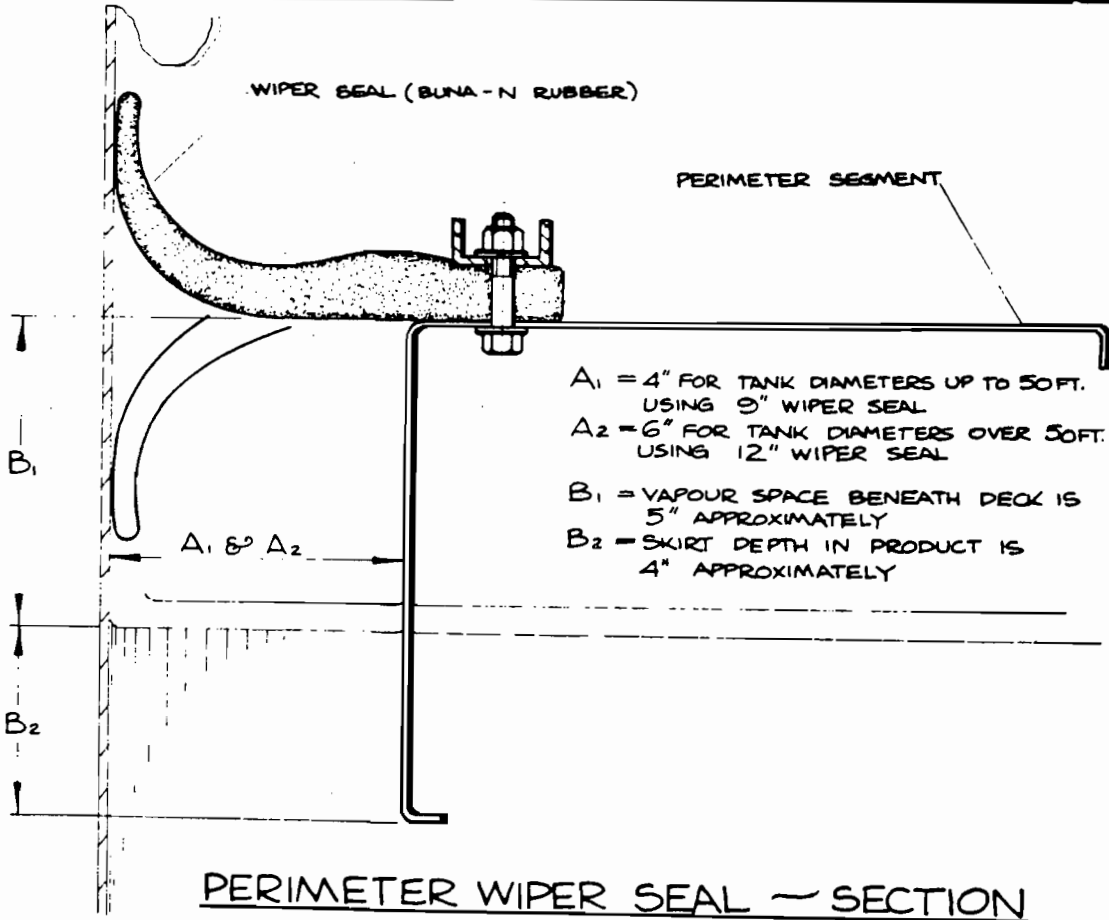 WIPER SEAL (BUNA-N RUBBER)
PERIMETER SEGMENT
A₁ = 4" FOR TANK DIAMETERS UP TO 50FT.
USING 9" WIPER SEAL
A₂ = 6" FOR TANK DIAMETERS OVER 50FT.
USING 12" WIPER SEAL
B₁ = VAPOUR SPACE BENEATH DECK IS
5" APPROXIMATELY
B₂ = SKIRT DEPTH IN PRODUCT IS
4" APPROXIMATELY
B₁
A₁ & A₂
B₂
PERIMETER WIPER SEAL ~ SECTION